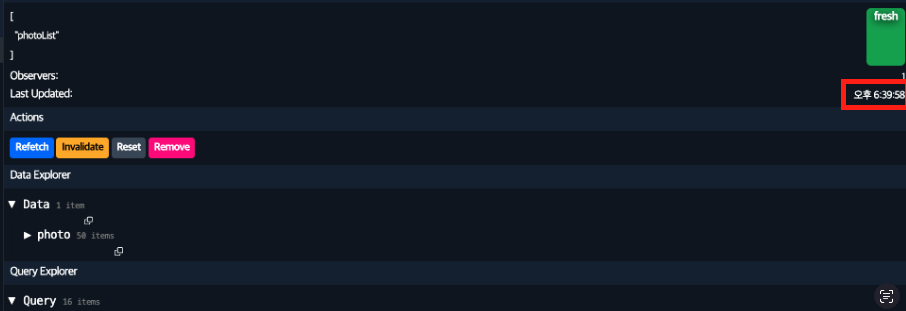 [
"photoList"
]
fresh
Observers:
1
Last Updated:
오후 6:39:58
Actions
Refetch Invalidate Reset Remove
Data Explorer
▼ Data 1 item
▶ photo 50 items
Query Explorer
▼ Query 16 items